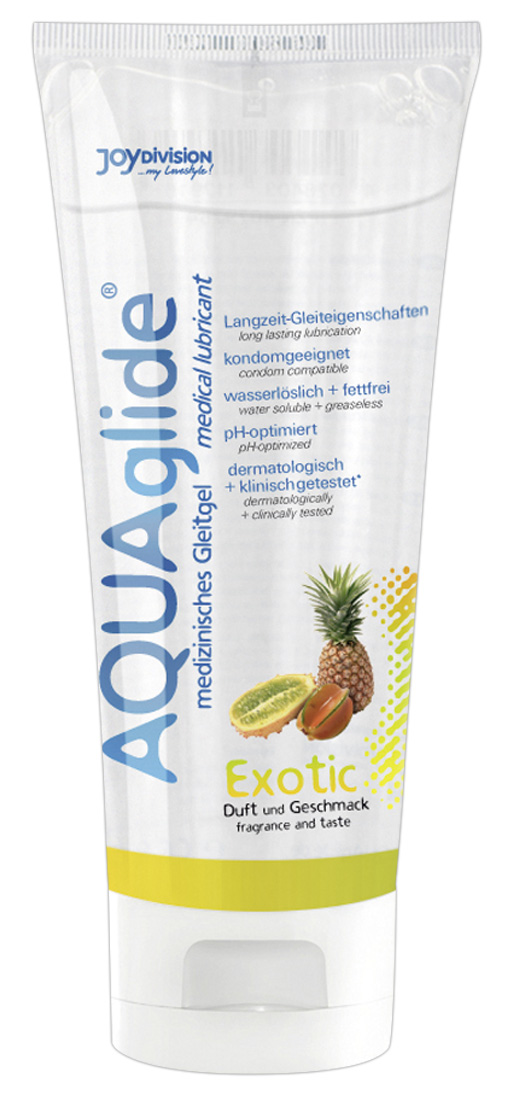 JOYDIVISION
...my Lovestyle!
AQUAglide®
medizinisches Gleitgel medical lubricant
Langzeit-Gleiteigenschaften
long lasting lubrication
kondomgeeignet
condom compatible
wasserlöslich + fettfrei
water soluble + greaseless
pH-optimiert
pH-optimized
dermatologisch
+ klinisch getestet*
dermatologically
+ clinically tested
Exotic
Duft und Geschmack
fragrance and taste